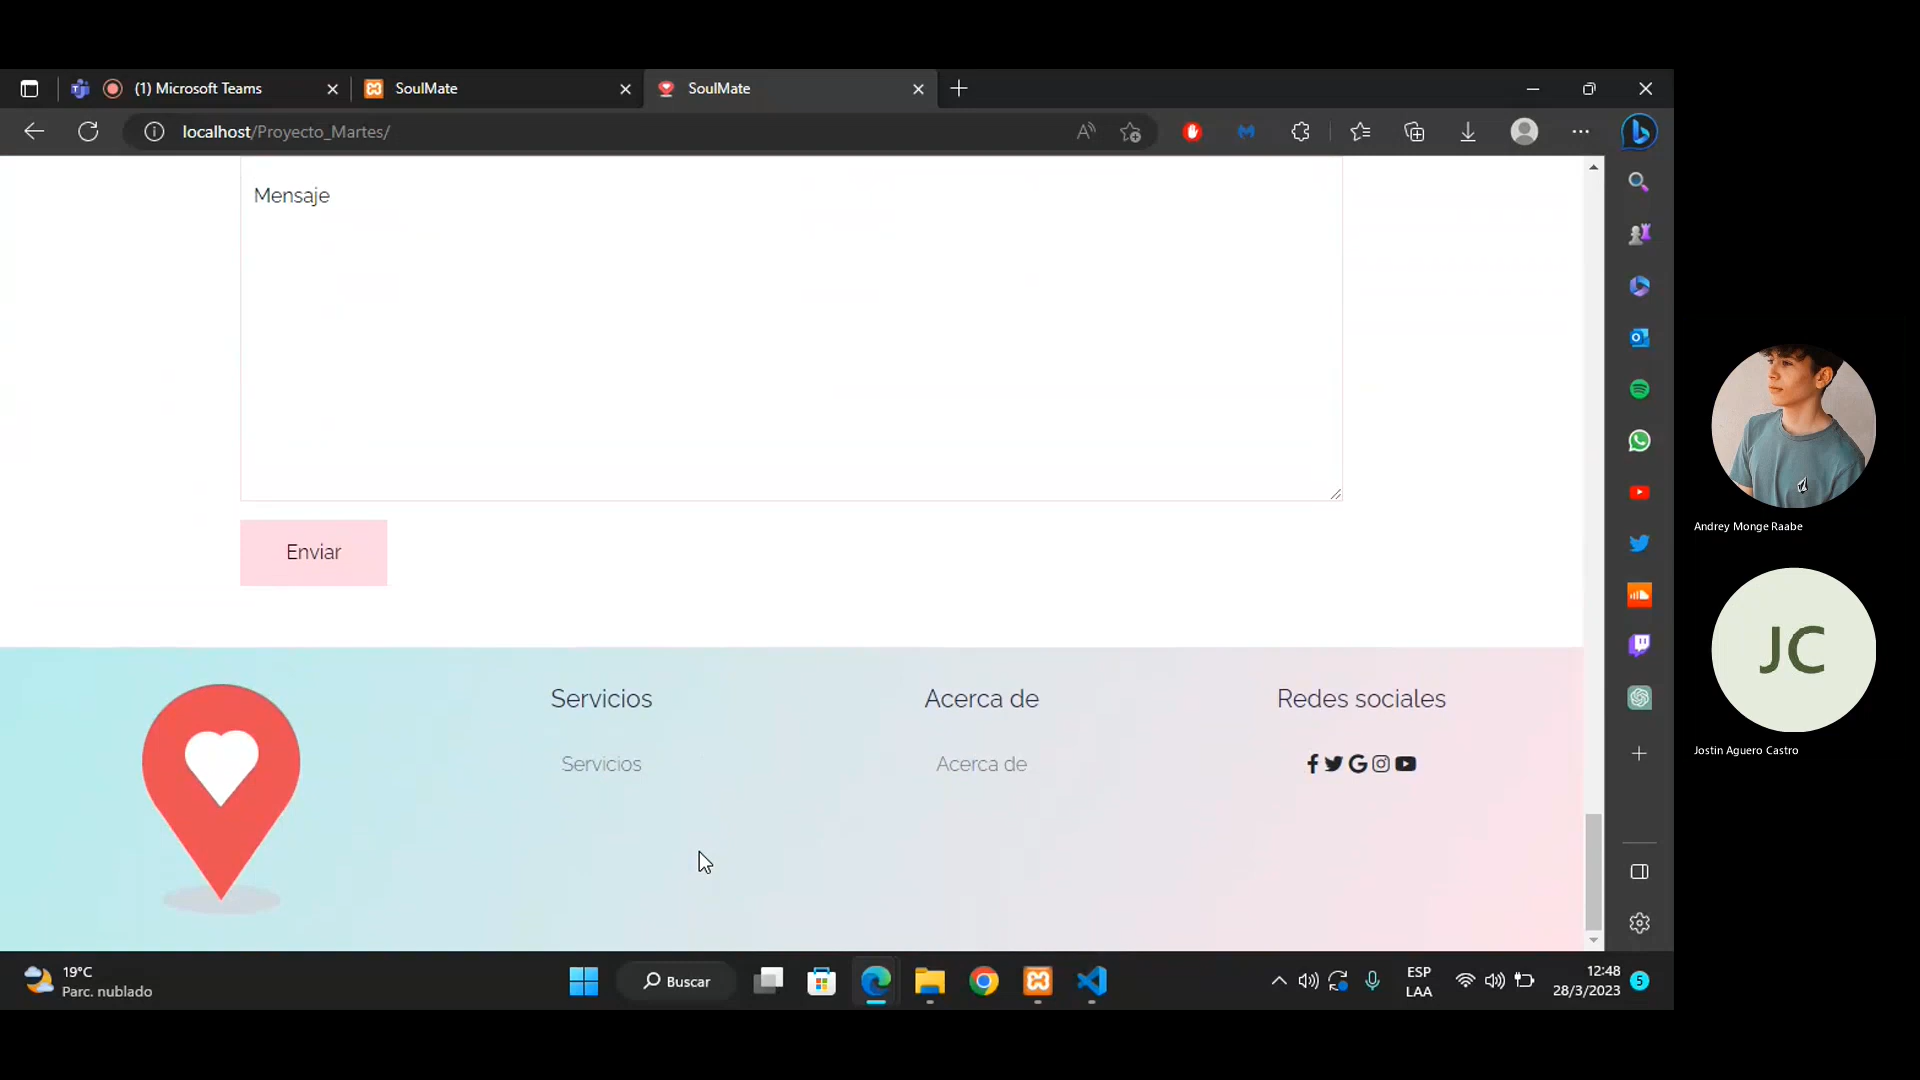 (1) Microsoft Teams
SoulMate
SoulMate
localhost/Proyecto_Martes/
Mensaje
Enviar
Servicios
Acerca de
Redes sociales
Servicios
Acerca de
Andrey Monge Raabe
JC
Jostin Aguero Castro
19°C
Parc. nublado
Buscar
ESP
LAA
12:48
28/3/2023
5